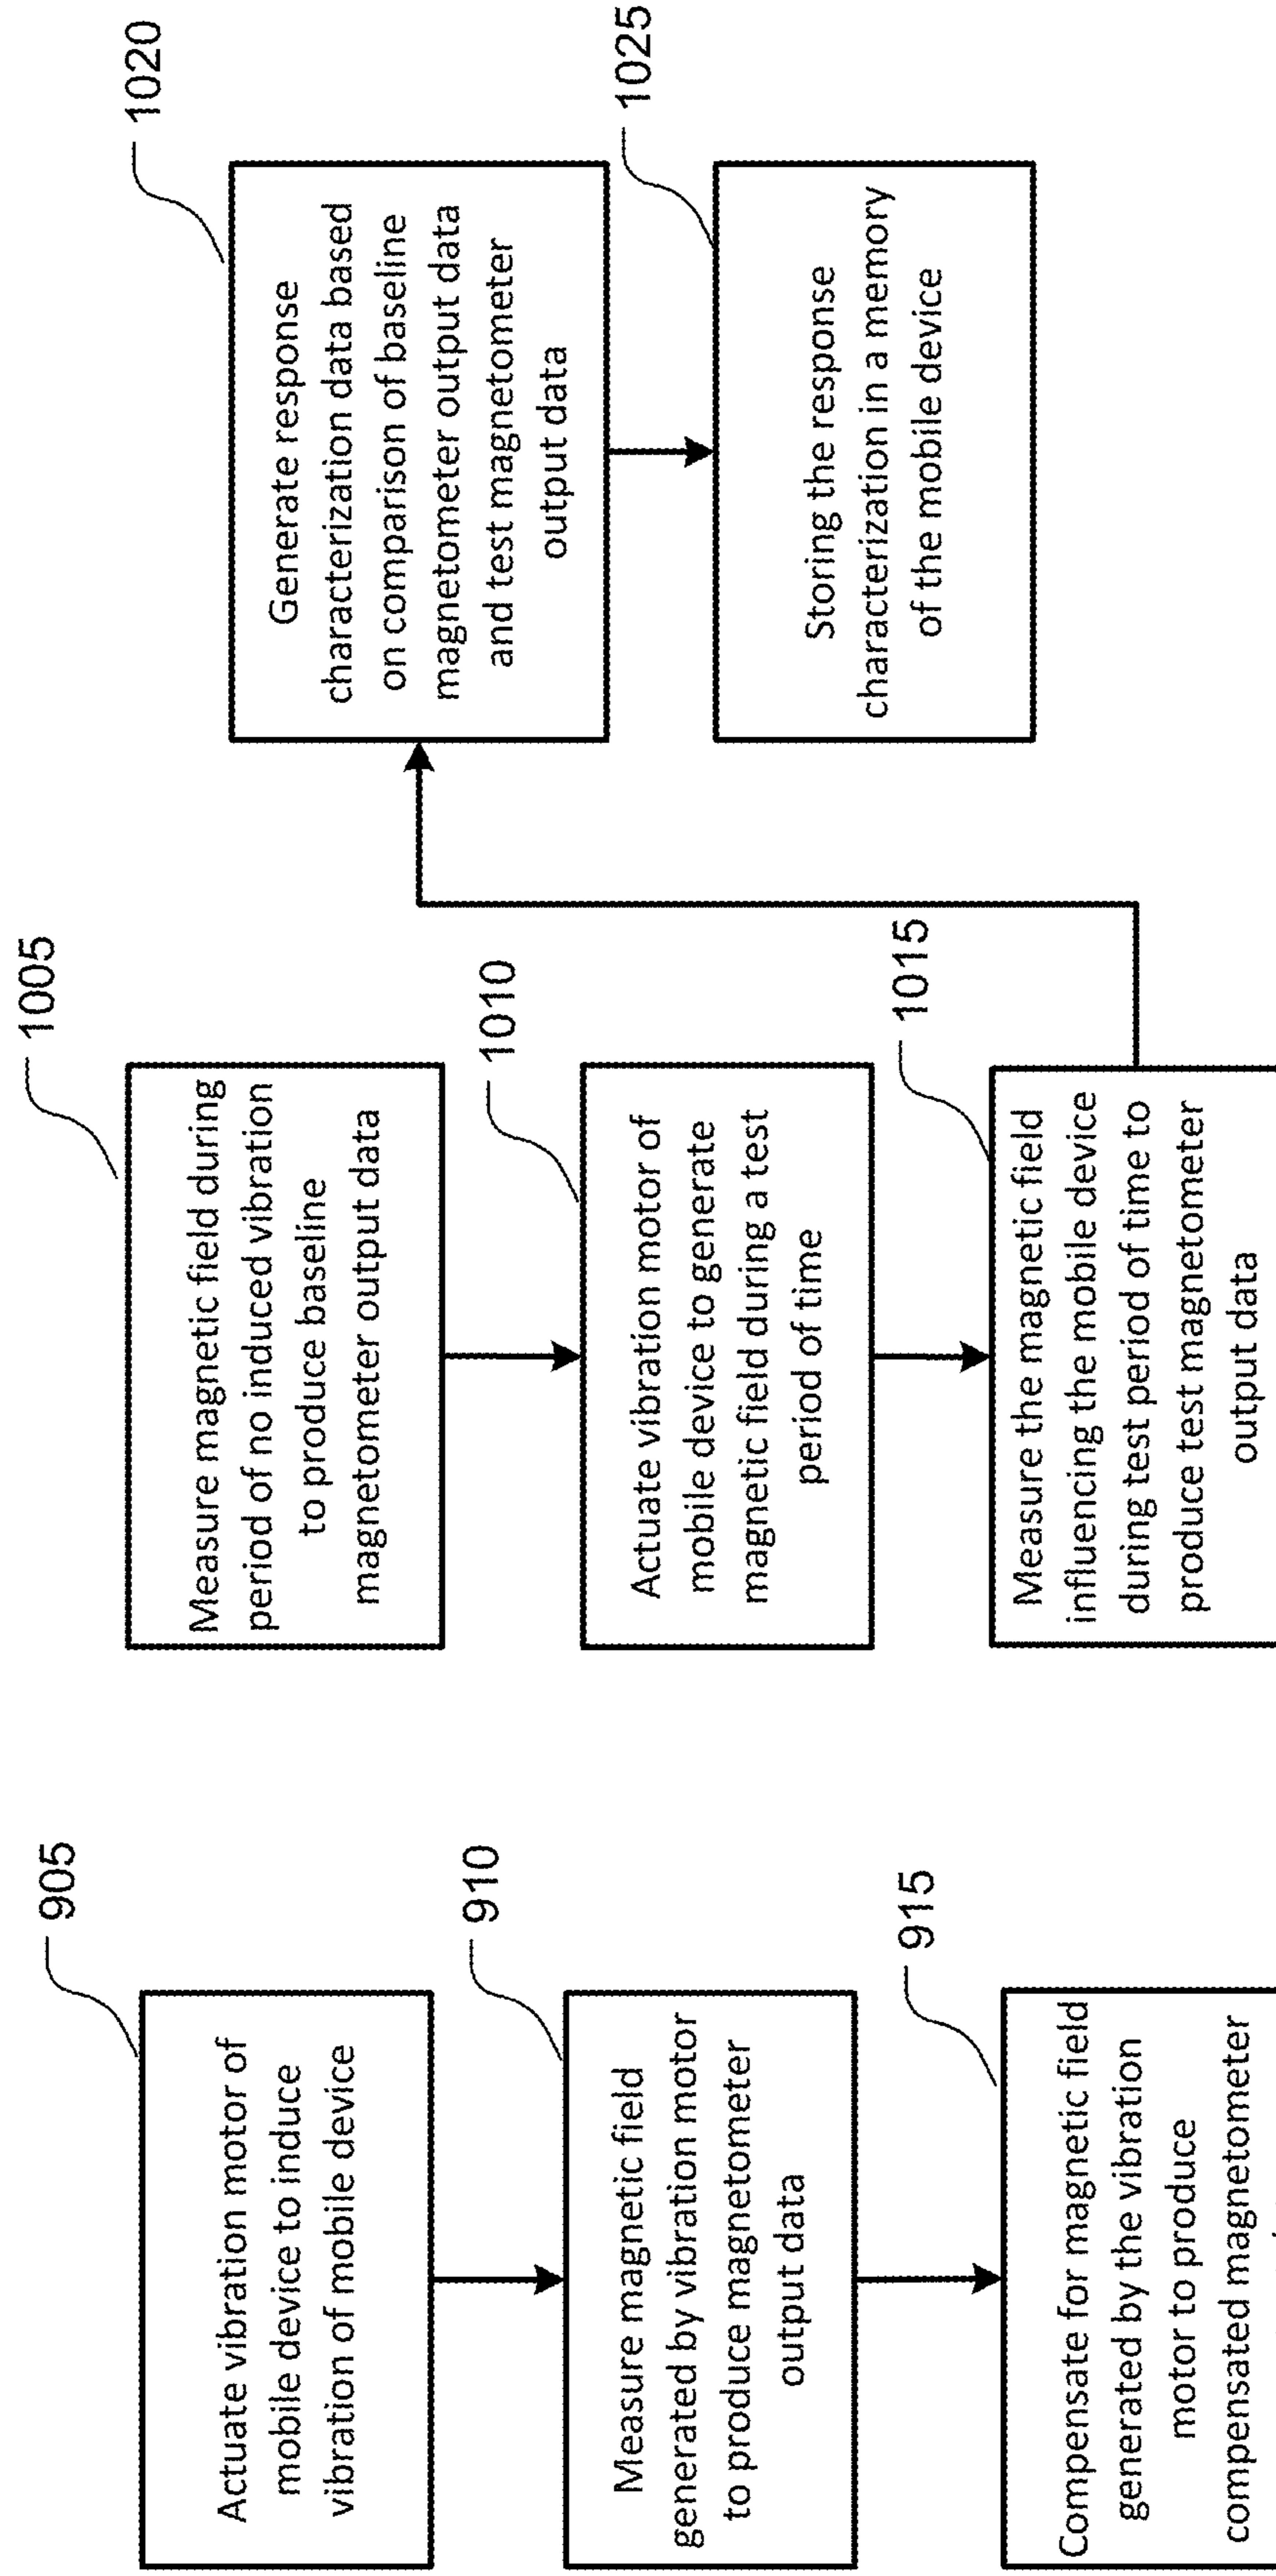 905
Actuate vibration motor of
mobile device to induce
vibration of mobile device
910
Measure magnetic field
generated by vibration motor
to produce magnetometer
output data
915
Compensate for magnetic field
generated by the vibration
motor to produce
compensated magnetometer
1005
Measure magnetic field during
period of no induced vibration
to produce baseline
magnetometer output data
1010
Actuate vibration motor of
mobile device to generate
magnetic field during a test
period of time
1015
Measure the magnetic field
influencing the mobile device
during test period of time to
produce test magnetometer
output data
1020
Generate response
characterization data based
on comparison of baseline
magnetometer output data
and test magnetometer
output data
1025
Storing the response
characterization in a memory
of the mobile device